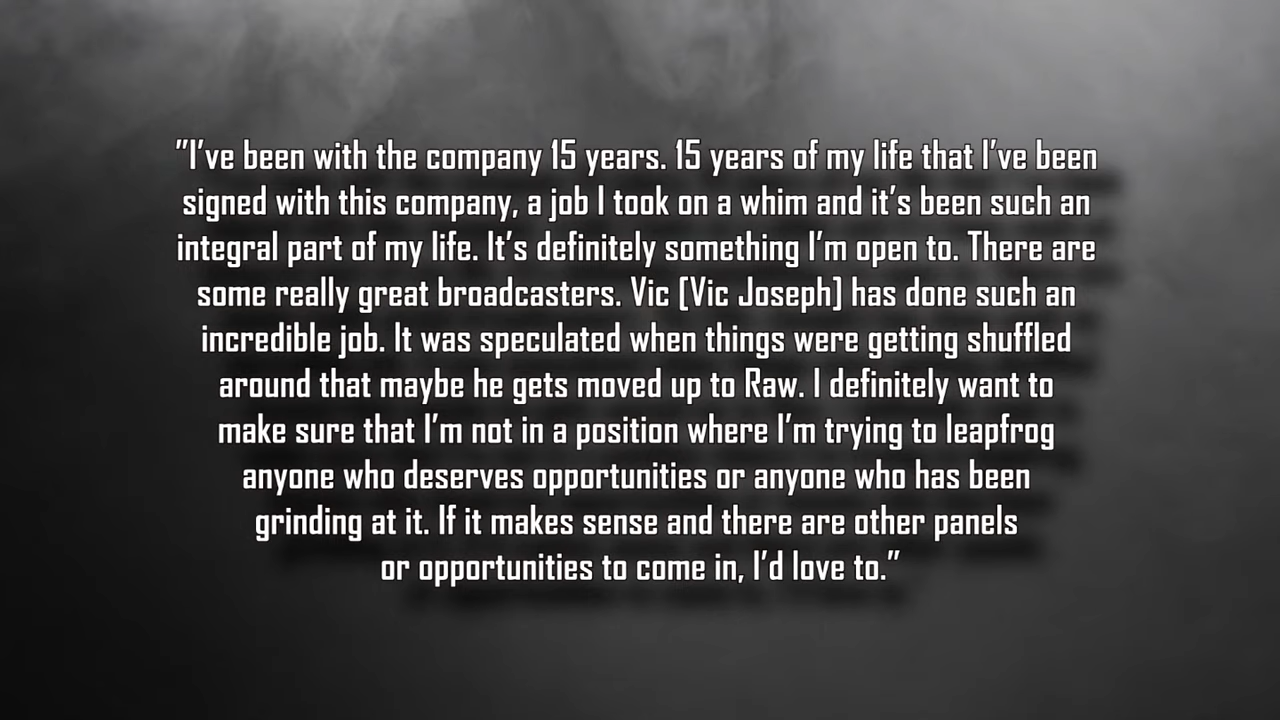 "I've been with the company 15 years. 15 years of my life that I've been
signed with this company, a job I took on a whim and it's been such an
integral part of my life. It's definitely something I'm open to. There are
some really great broadcasters. Vic [Vic Joseph] has done such an
incredible job. It was speculated when things were getting shuffled
around that maybe he gets moved up to Raw. I definitely want to
make sure that I'm not in a position where I'm trying to leapfrog
anyone who deserves opportunities or anyone who has been
grinding at it. If it makes sense and there are other panels
or opportunities to come in, I'd love to."